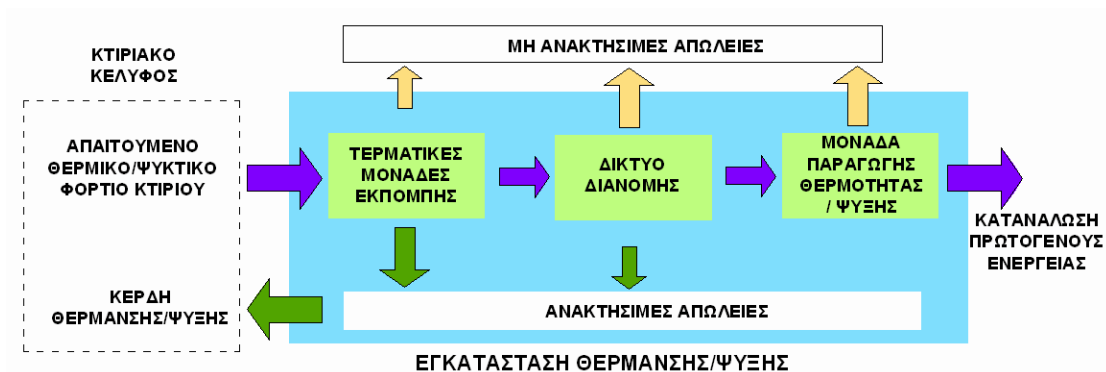 ΜΗ ΑΝΑΚΤΗΣΙΜΕΣ ΑΠΩΛΕΙΕΣ
ΚΤΙΡΙΑΚΟ
ΚΕΛΥΦΟΣ
ΑΠΑΙΤΟΥΜΕΝΟ
ΘΕΡΜΙΚΟ/ΨΥΚΤΙΚΟ
ΦΟΡΤΙΟ ΚΤΙΡΙΟΥ
ΤΕΡΜΑΤΙΚΕΣ
ΜΟΝΑΔΕΣ
ΕΚΠΟΜΠΗΣ
ΔΙΚΤΥΟ
ΔΙΑΝΟΜΗΣ
ΜΟΝΑΔΑ
ΠΑΡΑΓΩΓΗΣ
ΘΕΡΜΟΤΗΤΑΣ
/ ΨΥΞΗΣ
ΚΑΤΑΝΑΛΩΣΗ
ΠΡΩΤΟΓΕΝΟΥΣ
ΕΝΕΡΓΕΙΑΣ
ΚΕΡΔΗ
ΘΕΡΜΑΝΣΗΣ/ΨΥΞΗΣ
ΑΝΑΚΤΗΣΙΜΕΣ ΑΠΩΛΕΙΕΣ
ΕΓΚΑΤΑΣΤΑΣΗ ΘΕΡΜΑΝΣΗΣ/ΨΥΞΗΣ